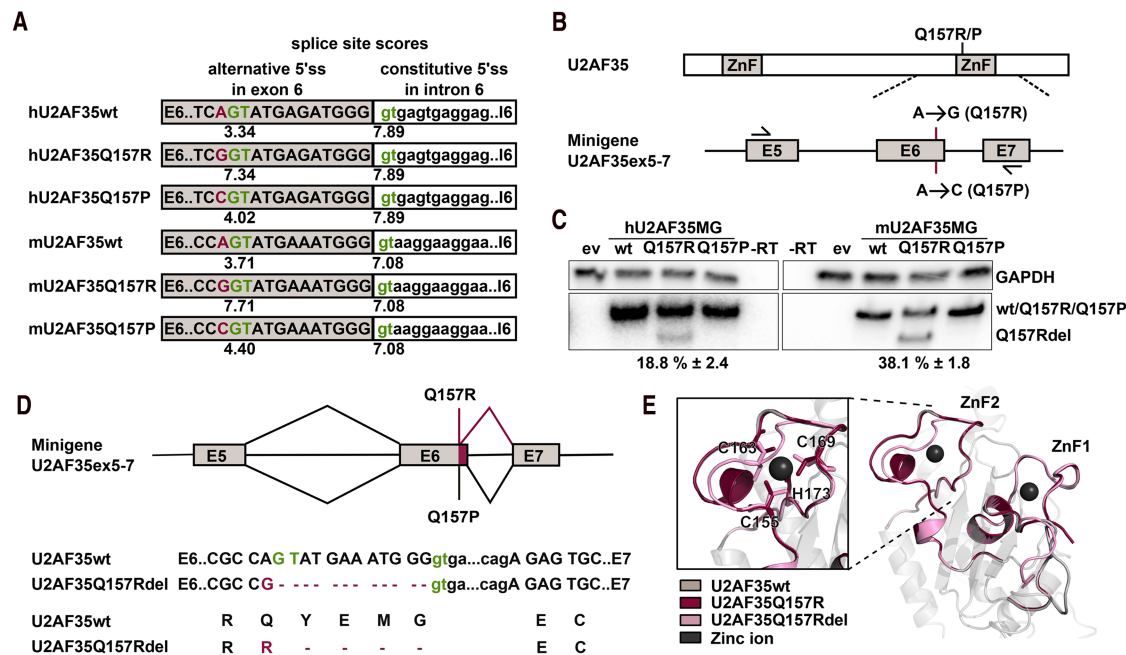 A
splice site scores
alternative 5'ss in exon 6
constitutive 5'ss in intron 6
hU2AF35wt E6..TCAGTATGAGATGGG gtgagtgaggag..I6
3.34 7.89
hU2AF35Q157R E6..TCGGTATGAGATGGG gtgagtgaggag..I6
7.34 7.89
hU2AF35Q157P E6..TCCGTATGAGATGGG gtgagtgaggag..I6
4.02 7.89
mU2AF35wt E6..CCAGTATGAAATGGG gtaaggaaggaa..I6
3.71 7.08
mU2AF35Q157R E6..CCGGTATGAAATGGG gtaaggaaggaa..I6
7.71 7.08
mU2AF35Q157P E6..CCCGTATGAAATGGG gtaaggaaggaa..I6
4.40 7.08
B
Q157R/P
U2AF35 ZnF ZnF
A→G (Q157R)
Minigene
U2AF35ex5-7
E5 E6 E7
A→C (Q157P)
C
hU2AF35MG mU2AF35MG
ev wt Q157R Q157P -RT -RT ev wt Q157R Q157P
GAPDH
wt/Q157R/Q157P
Q157Rdel
18.8 % ± 2.4 38.1 % ± 1.8
D
Q157R
Minigene
U2AF35ex5-7
E5 E6 E7
Q157P
U2AF35wt E6..CGC CAG TAT GAA ATG GGgtga...cagA GAG TGC..E7
U2AF35Q157Rdel E6..CGC CG - - - - - - - gtga...cagA GAG TGC..E7
U2AF35wt R Q Y E M G E C
U2AF35Q157Rdel R R - - - - E C
E
ZnF2
ZnF1
C163
C169
H173
C155
U2AF35wt
U2AF35Q157R
U2AF35Q157Rdel
Zinc ion